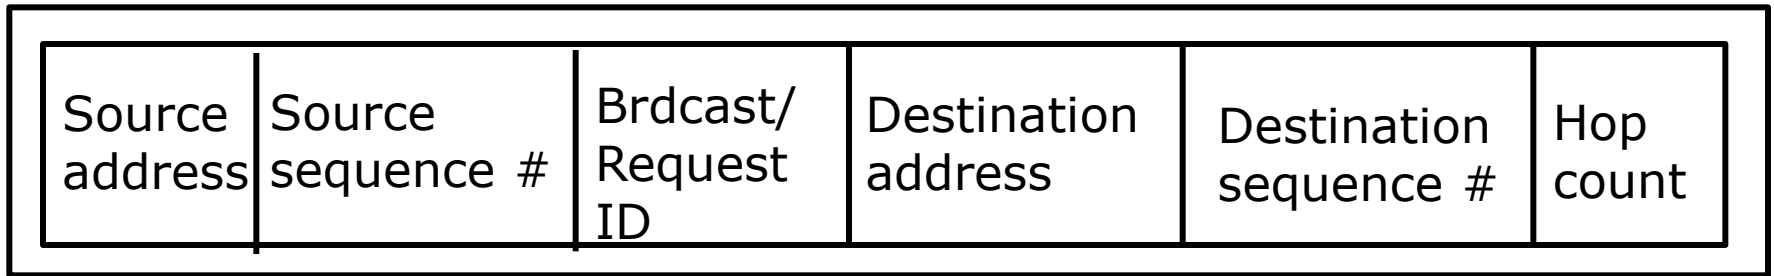 Source
address
Source
sequence #
Brdcast/
Request
ID
Destination
address
Destination
sequence #
Hop
count